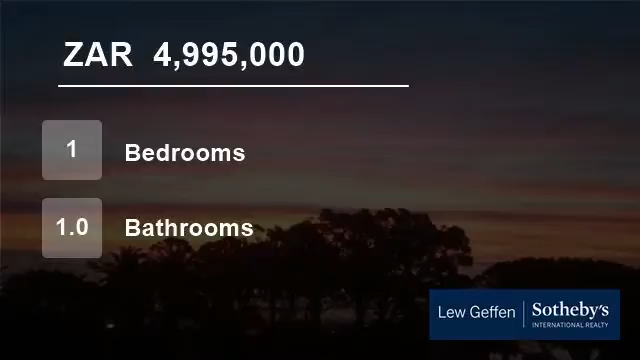 ZAR 4,995,000
1 Bedrooms
1.0 Bathrooms
Lew Geffen Sotheby's
INTERNATIONAL REALTY